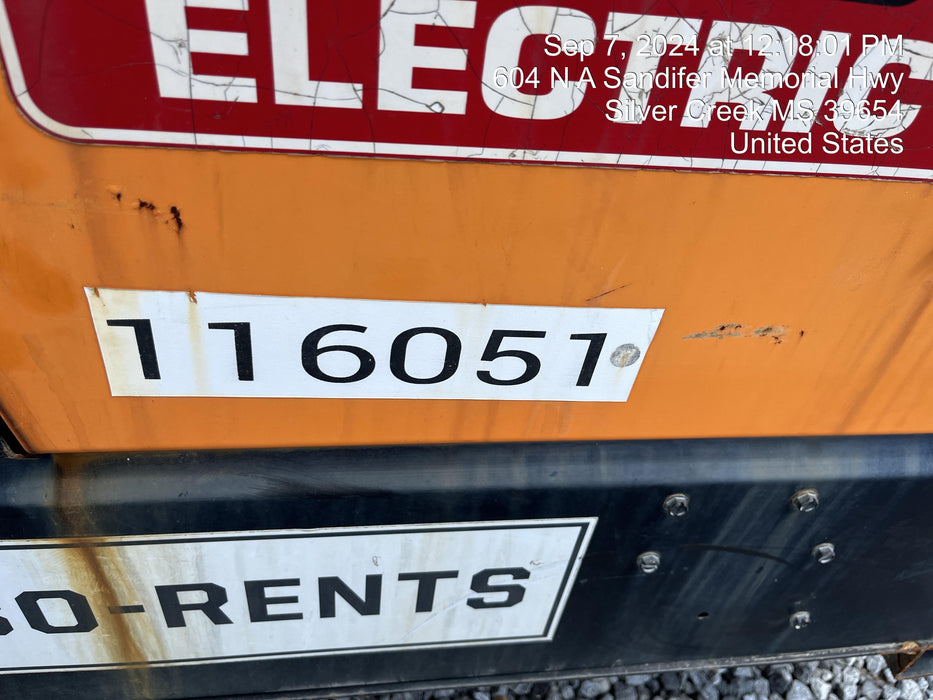 ELECTRIC
Sep 7, 2024 at 12:18:01 PM
604 N A Sandifer Memorial Hwy
Silver Creek MS 39654
United States
116051
-RENTS